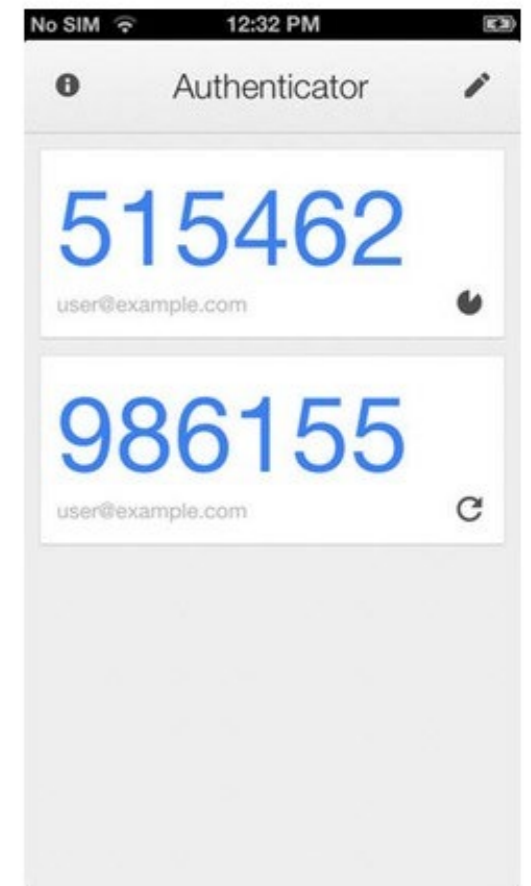 No SIM 12:32 PM
Authenticator
515462
user@example.com
986155
user@example.com